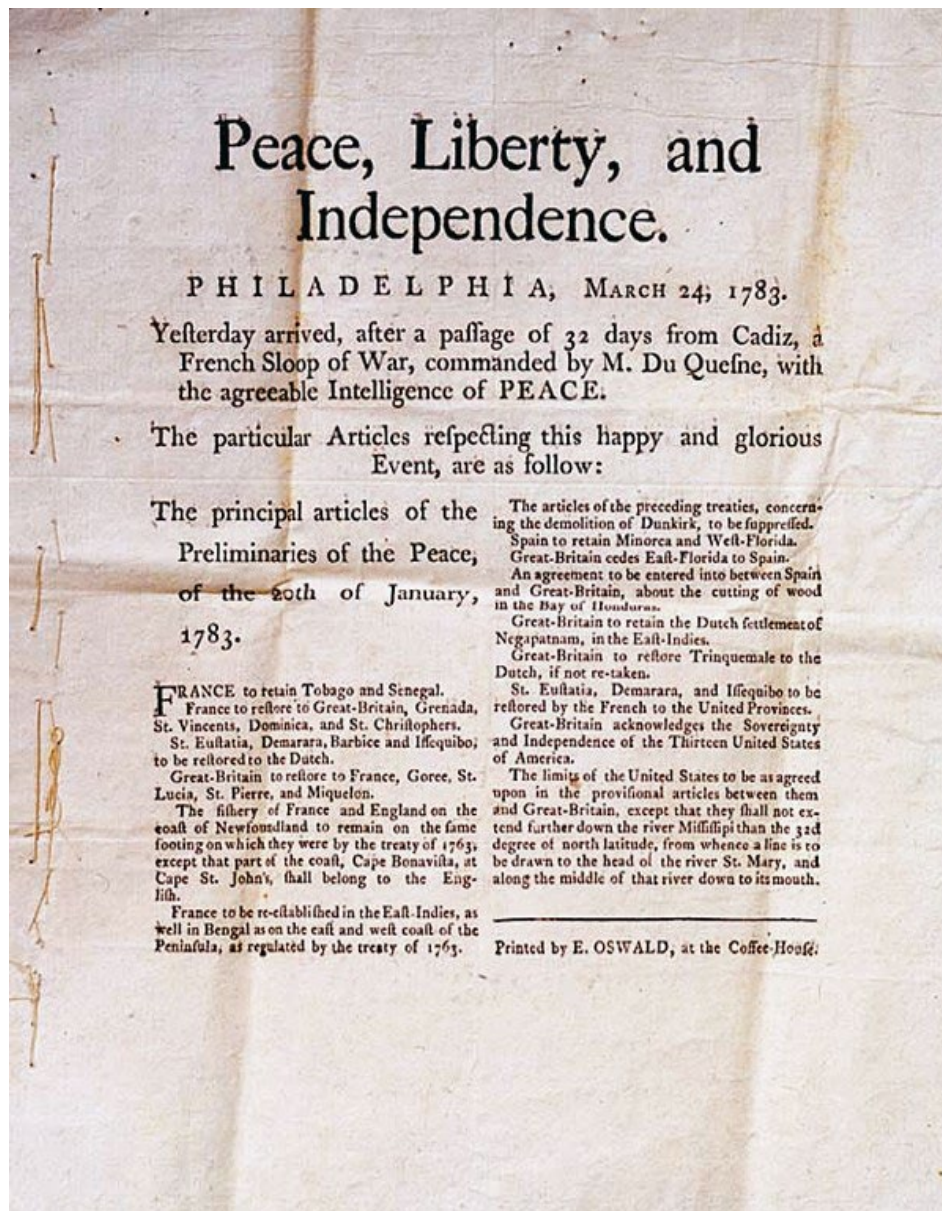 Peace, Liberty, and
Independence.
PHILADELPHIA, MARCH 24, 1783.
Yeſterday arrived, after a paſſage of 32 days from Cadiz, a
French Sloop of War, commanded by M. Du Queſne, with
the agreeable Intelligence of PEACE.
The particular Articles reſpecting this happy and glorious
Event, are as follow:
The principal articles of the
Preliminaries of the Peace,
of the 20th of January,
1783.
FRANCE to retain Tobago and Senegal.
France to reſtore to Great-Britain, Grenada,
St. Vincents, Dominica, and St. Chriſtophers.
St. Euſtatia, Demarara, Barbice and Iſſequibo,
to be reſtored to the Dutch.
Great-Britain to reſtore to France, Goree, St.
Lucia, St. Pierre, and Miquelon.
The fiſhery of France and England on the
coaſt of Newfoundland to remain on the ſame
footing on which they were by the treaty of 1763,
except that part of the coaſt, Cape Bonaviſta, at
Cape St. John's, ſhall belong to the Eng-
liſh.
France to be re-eſtabliſhed in the Eaſt-Indies, as
well in Bengal as on the eaſt and weſt coaſt of the
Peninſula, as regulated by the treaty of 1763.
The articles of the preceding treaties, concern-
ing the demolition of Dunkirk, to be ſuppreſſed.
Spain to retain Minorca and Weſt-Florida.
Great-Britain cedes Eaſt-Florida to Spain.
An agreement to be entered into between Spain
and Great-Britain, about the cutting of wood
in the Bay of Honduras.
Great-Britain to retain the Dutch ſettlement of
Negapatnam, in the Eaſt-Indies.
Great-Britain to reſtore Trinquemale to the
Dutch, if not re-taken.
St. Euſtatia, Demarara, and Iſſequibo to be
reſtored by the French to the United Provinces.
Great-Britain acknowledges the Sovereignty
and Independence of the Thirteen United States
of America.
The limits of the United States to be as agreed
upon in the proviſional articles between them
and Great-Britain, except that they ſhall not ex-
tend further down the river Miſſiſſipi than the 32d
degree of north latitude, from whence a line is to
be drawn to the head of the river St. Mary, and
along the middle of that river down to its mouth.
Printed by E. OSWALD, at the Coffee-Houſe.